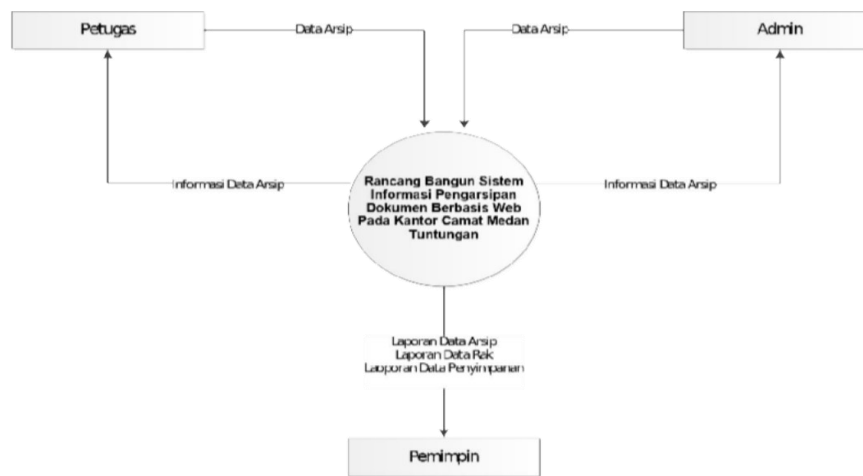 Petugas
Data Arsip
Data Arsip
Admin
Informasi Data Arsip
Rancang Bangun Sistem
Informasi Pengarsipan
Dokumen Berbasis Web
Pada Kantor Camat Medan
Tuntungan
Informasi Data Arsip
Laporan Data Arsip
Laporan Data Rak
Laoporan Data Penyimpanan
Pemimpin